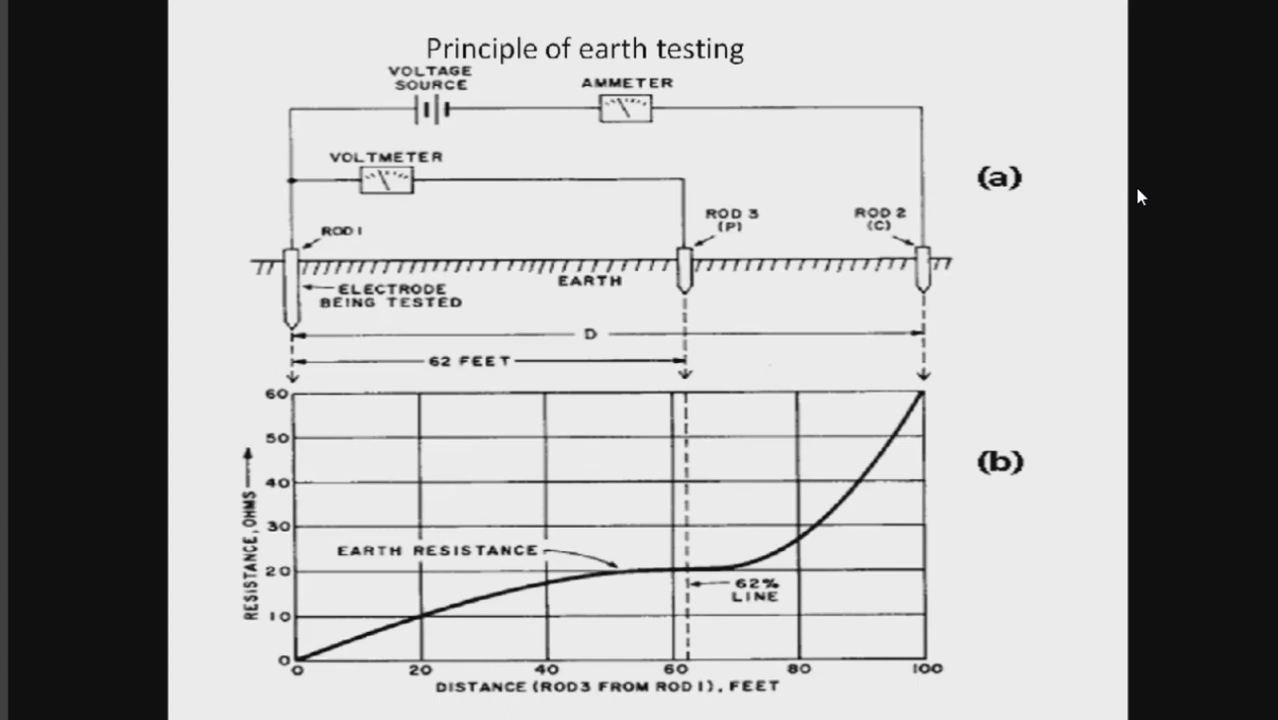 Principle of earth testing
VOLTAGE
SOURCE
AMMETER
VOLTMETER
(a)
ROD 3
(P)
ROD 2
(C)
ROD 1
EARTH
ELECTRODE
BEING TESTED
D
62 FEET
60
50
40
30
20
10
0
RESISTANCE, OHMS
(b)
EARTH RESISTANCE
62%
LINE
0
20
40
60
80
100
DISTANCE (ROD3 FROM ROD 1), FEET